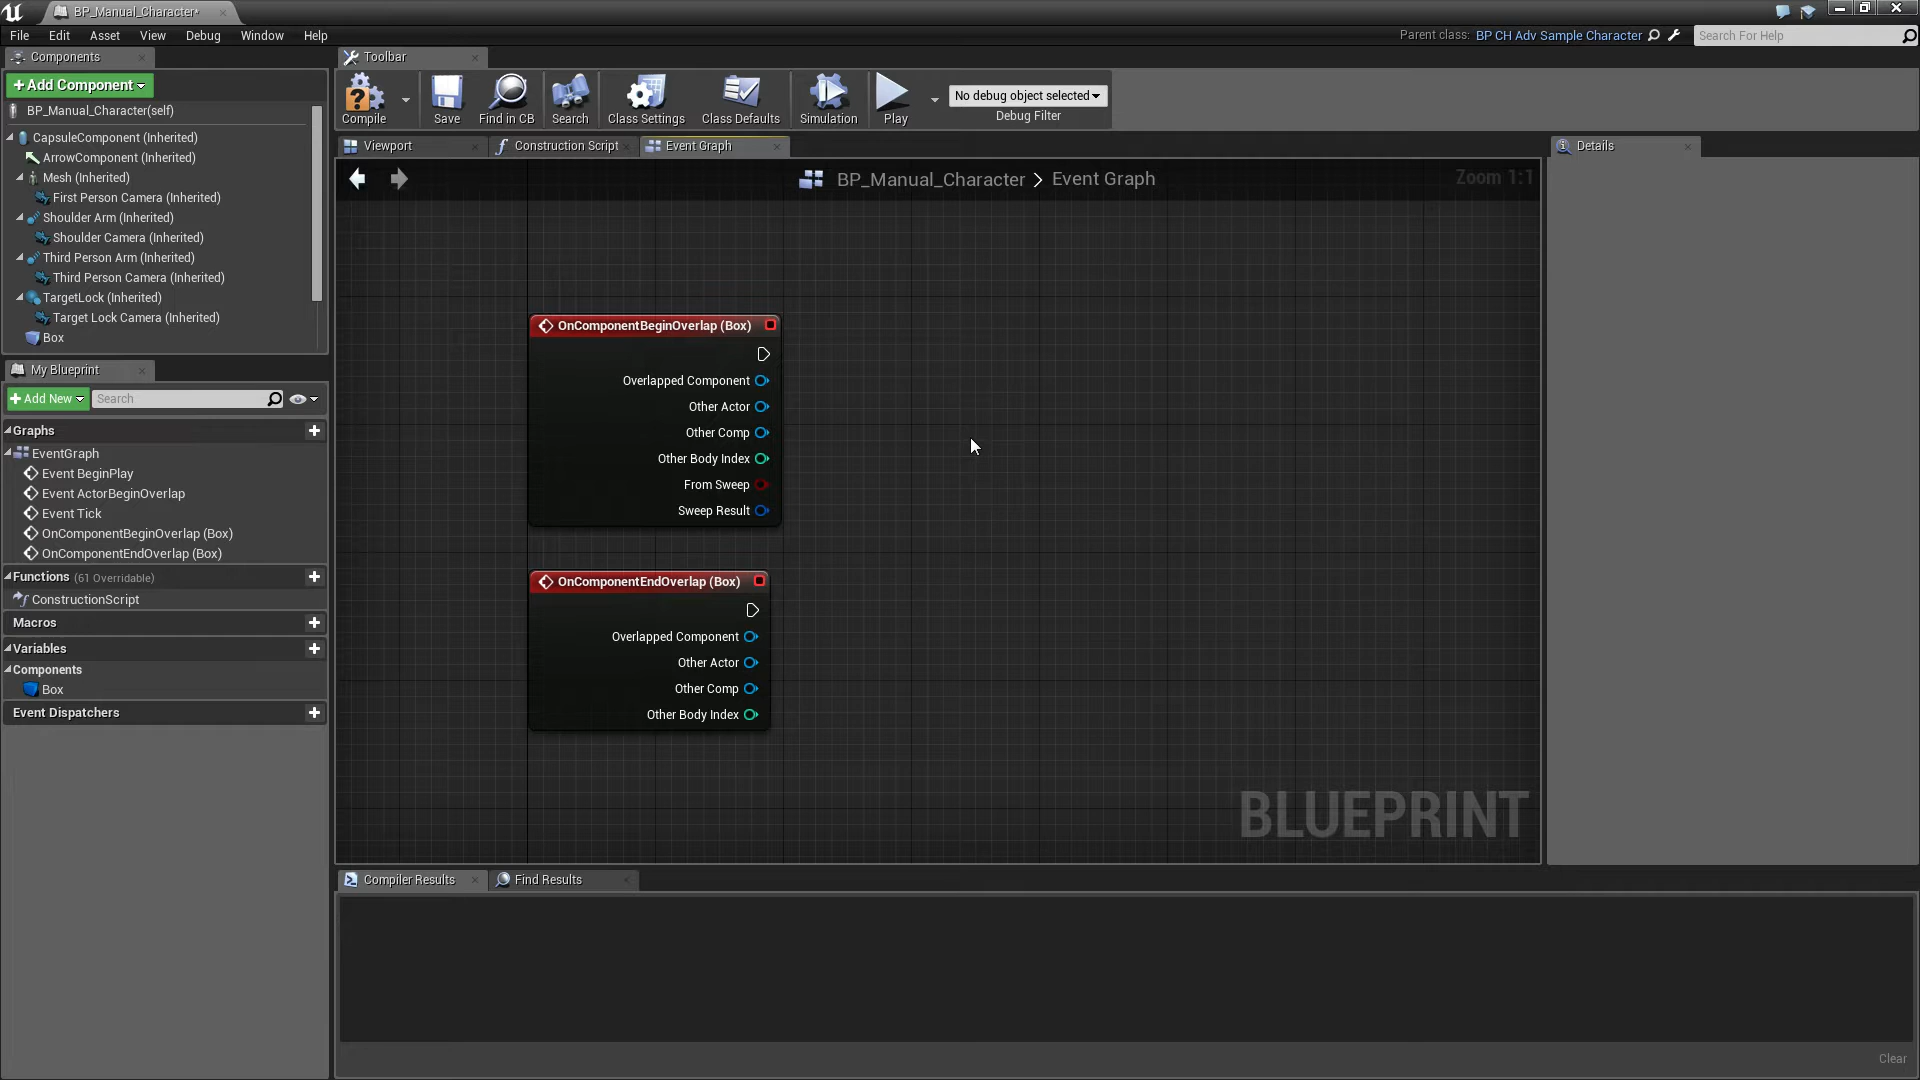 BP_Manual_Character*
File Edit Asset View Debug Window Help
Parent class: BP CH Adv Sample Character
Search For Help
Components
+Add Component
BP_Manual_Character(self)
CapsuleComponent (Inherited)
ArrowComponent (Inherited)
Mesh (Inherited)
First Person Camera (Inherited)
Shoulder Arm (Inherited)
Shoulder Camera (Inherited)
Third Person Arm (Inherited)
Third Person Camera (Inherited)
TargetLock (Inherited)
Target Lock Camera (Inherited)
Box
My Blueprint
+Add New
Search
Graphs
EventGraph
Event BeginPlay
Event ActorBeginOverlap
Event Tick
OnComponentBeginOverlap (Box)
OnComponentEndOverlap (Box)
Functions (61 Overridable)
ConstructionScript
Macros
Variables
Components
Box
Event Dispatchers
Toolbar
Compile
Save
Find in CB
Search
Class Settings
Class Defaults
Simulation
Play
No debug object selected
Debug Filter
Viewport
Construction Script
Event Graph
BP_Manual_Character > Event Graph
Zoom 1:1
OnComponentBeginOverlap (Box)
Overlapped Component
Other Actor
Other Comp
Other Body Index
From Sweep
Sweep Result
OnComponentEndOverlap (Box)
Overlapped Component
Other Actor
Other Comp
Other Body Index
BLUEPRINT
Details
Compiler Results
Find Results
Clear